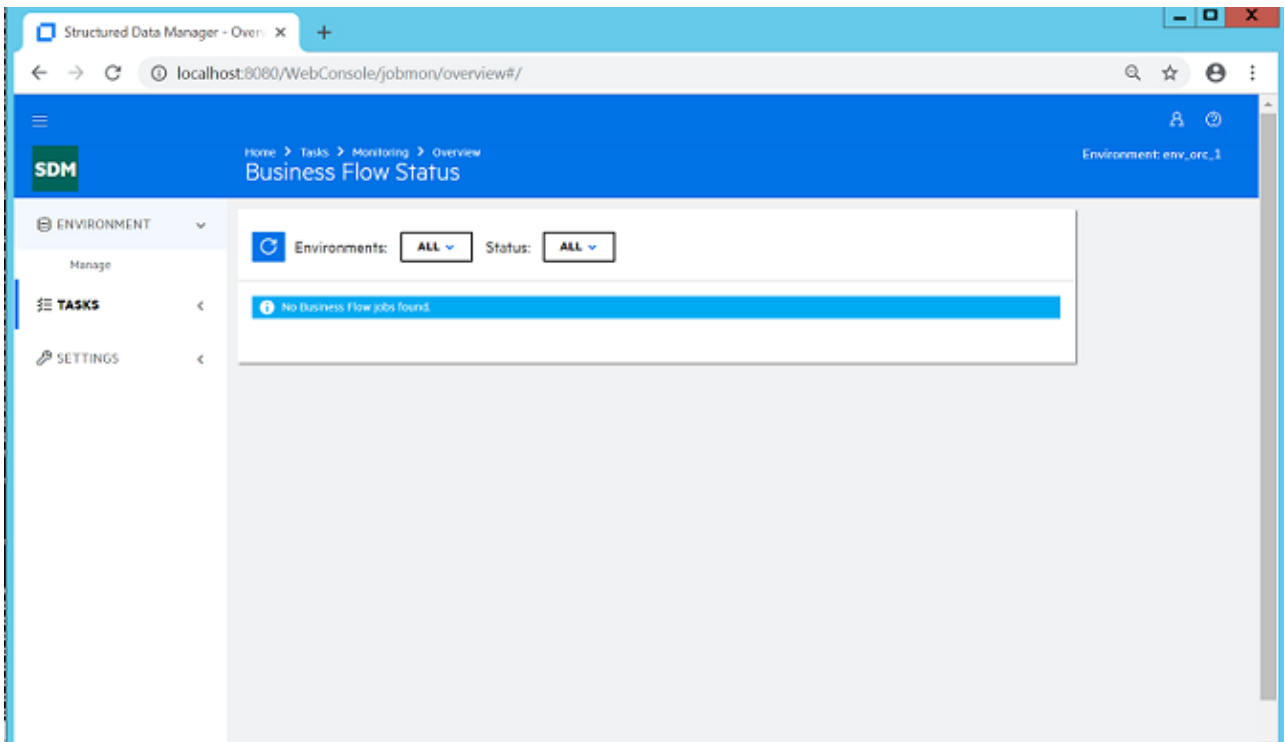 Structured Data Manager - Over
localhost:8080/WebConsole/jobmon/overview#/
Home > Tasks > Monitoring > Overview
SDM
Business Flow Status
Environment: env_orc_1
ENVIRONMENT
Environments: ALL Status: ALL
Manage
TASKS
No Business Flow jobs found.
SETTINGS